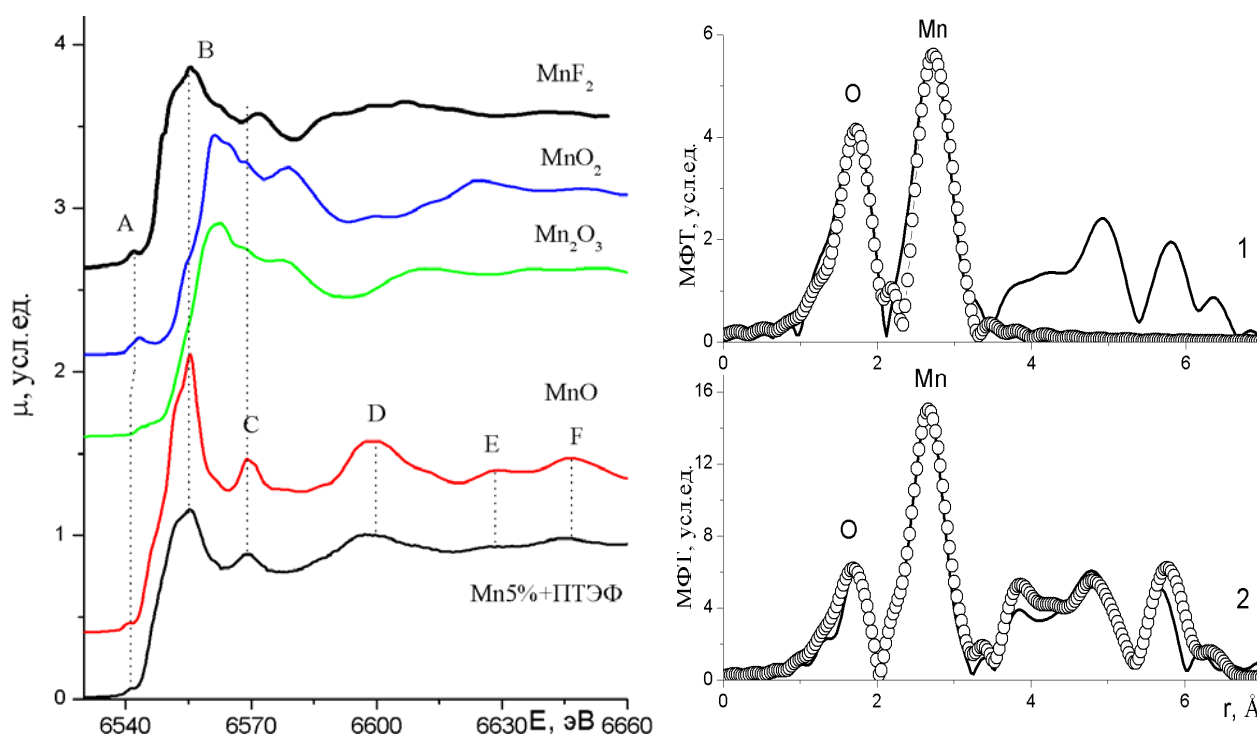 4
3
2
1
0
μ, усл.ед.
A
B
MnF2
MnO2
Mn2O3
MnO
C
D
E
F
Mn5%+ПТЭФ
6540
6570
6600
6630
E, эВ
6660
6
4
2
0
МФТ, усл.ед.
O
Mn
1
0
2
4
6
16
12
8
4
0
МФТ, усл.ед.
O
Mn
2
0
2
4
6
r, Å